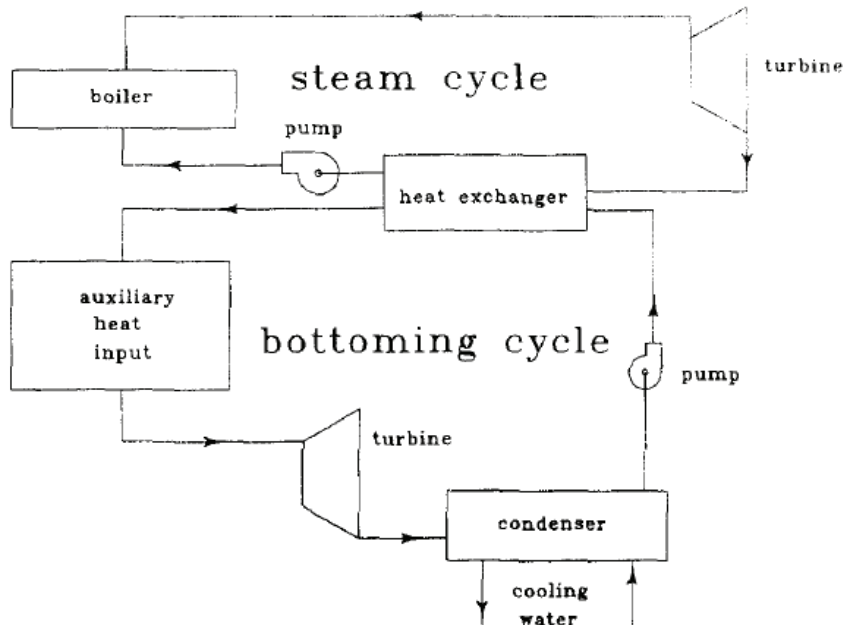 turbine
steam cycle
boiler
pump
heat exchanger
auxiliary
heat
input
bottoming cycle
pump
turbine
condenser
cooling
water